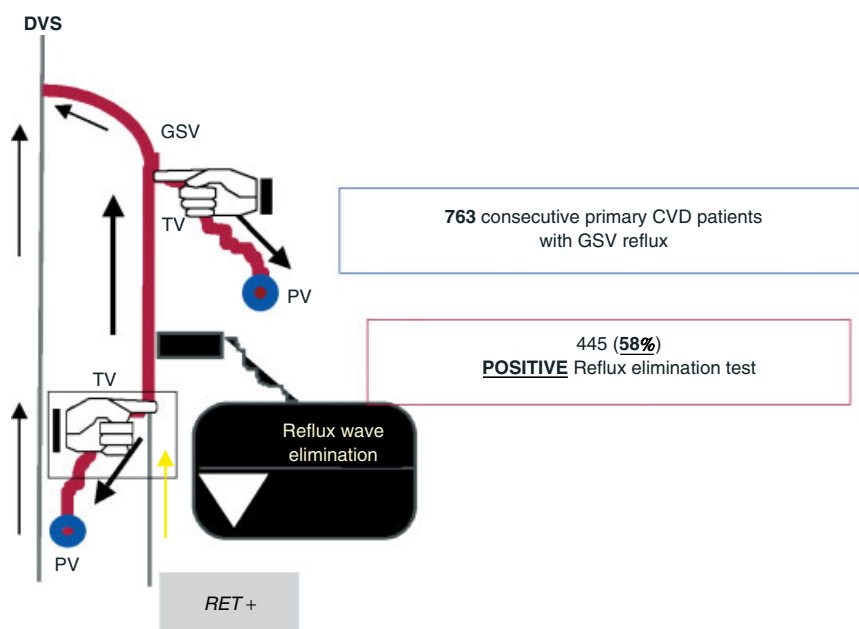 DVS
GSV
TV
PV
763 consecutive primary CVD patients
with GSV reflux
445 (58%)
POSITIVE Reflux elimination test
TV
Reflux wave
elimination
PV
RET +